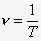 ν = 1/T